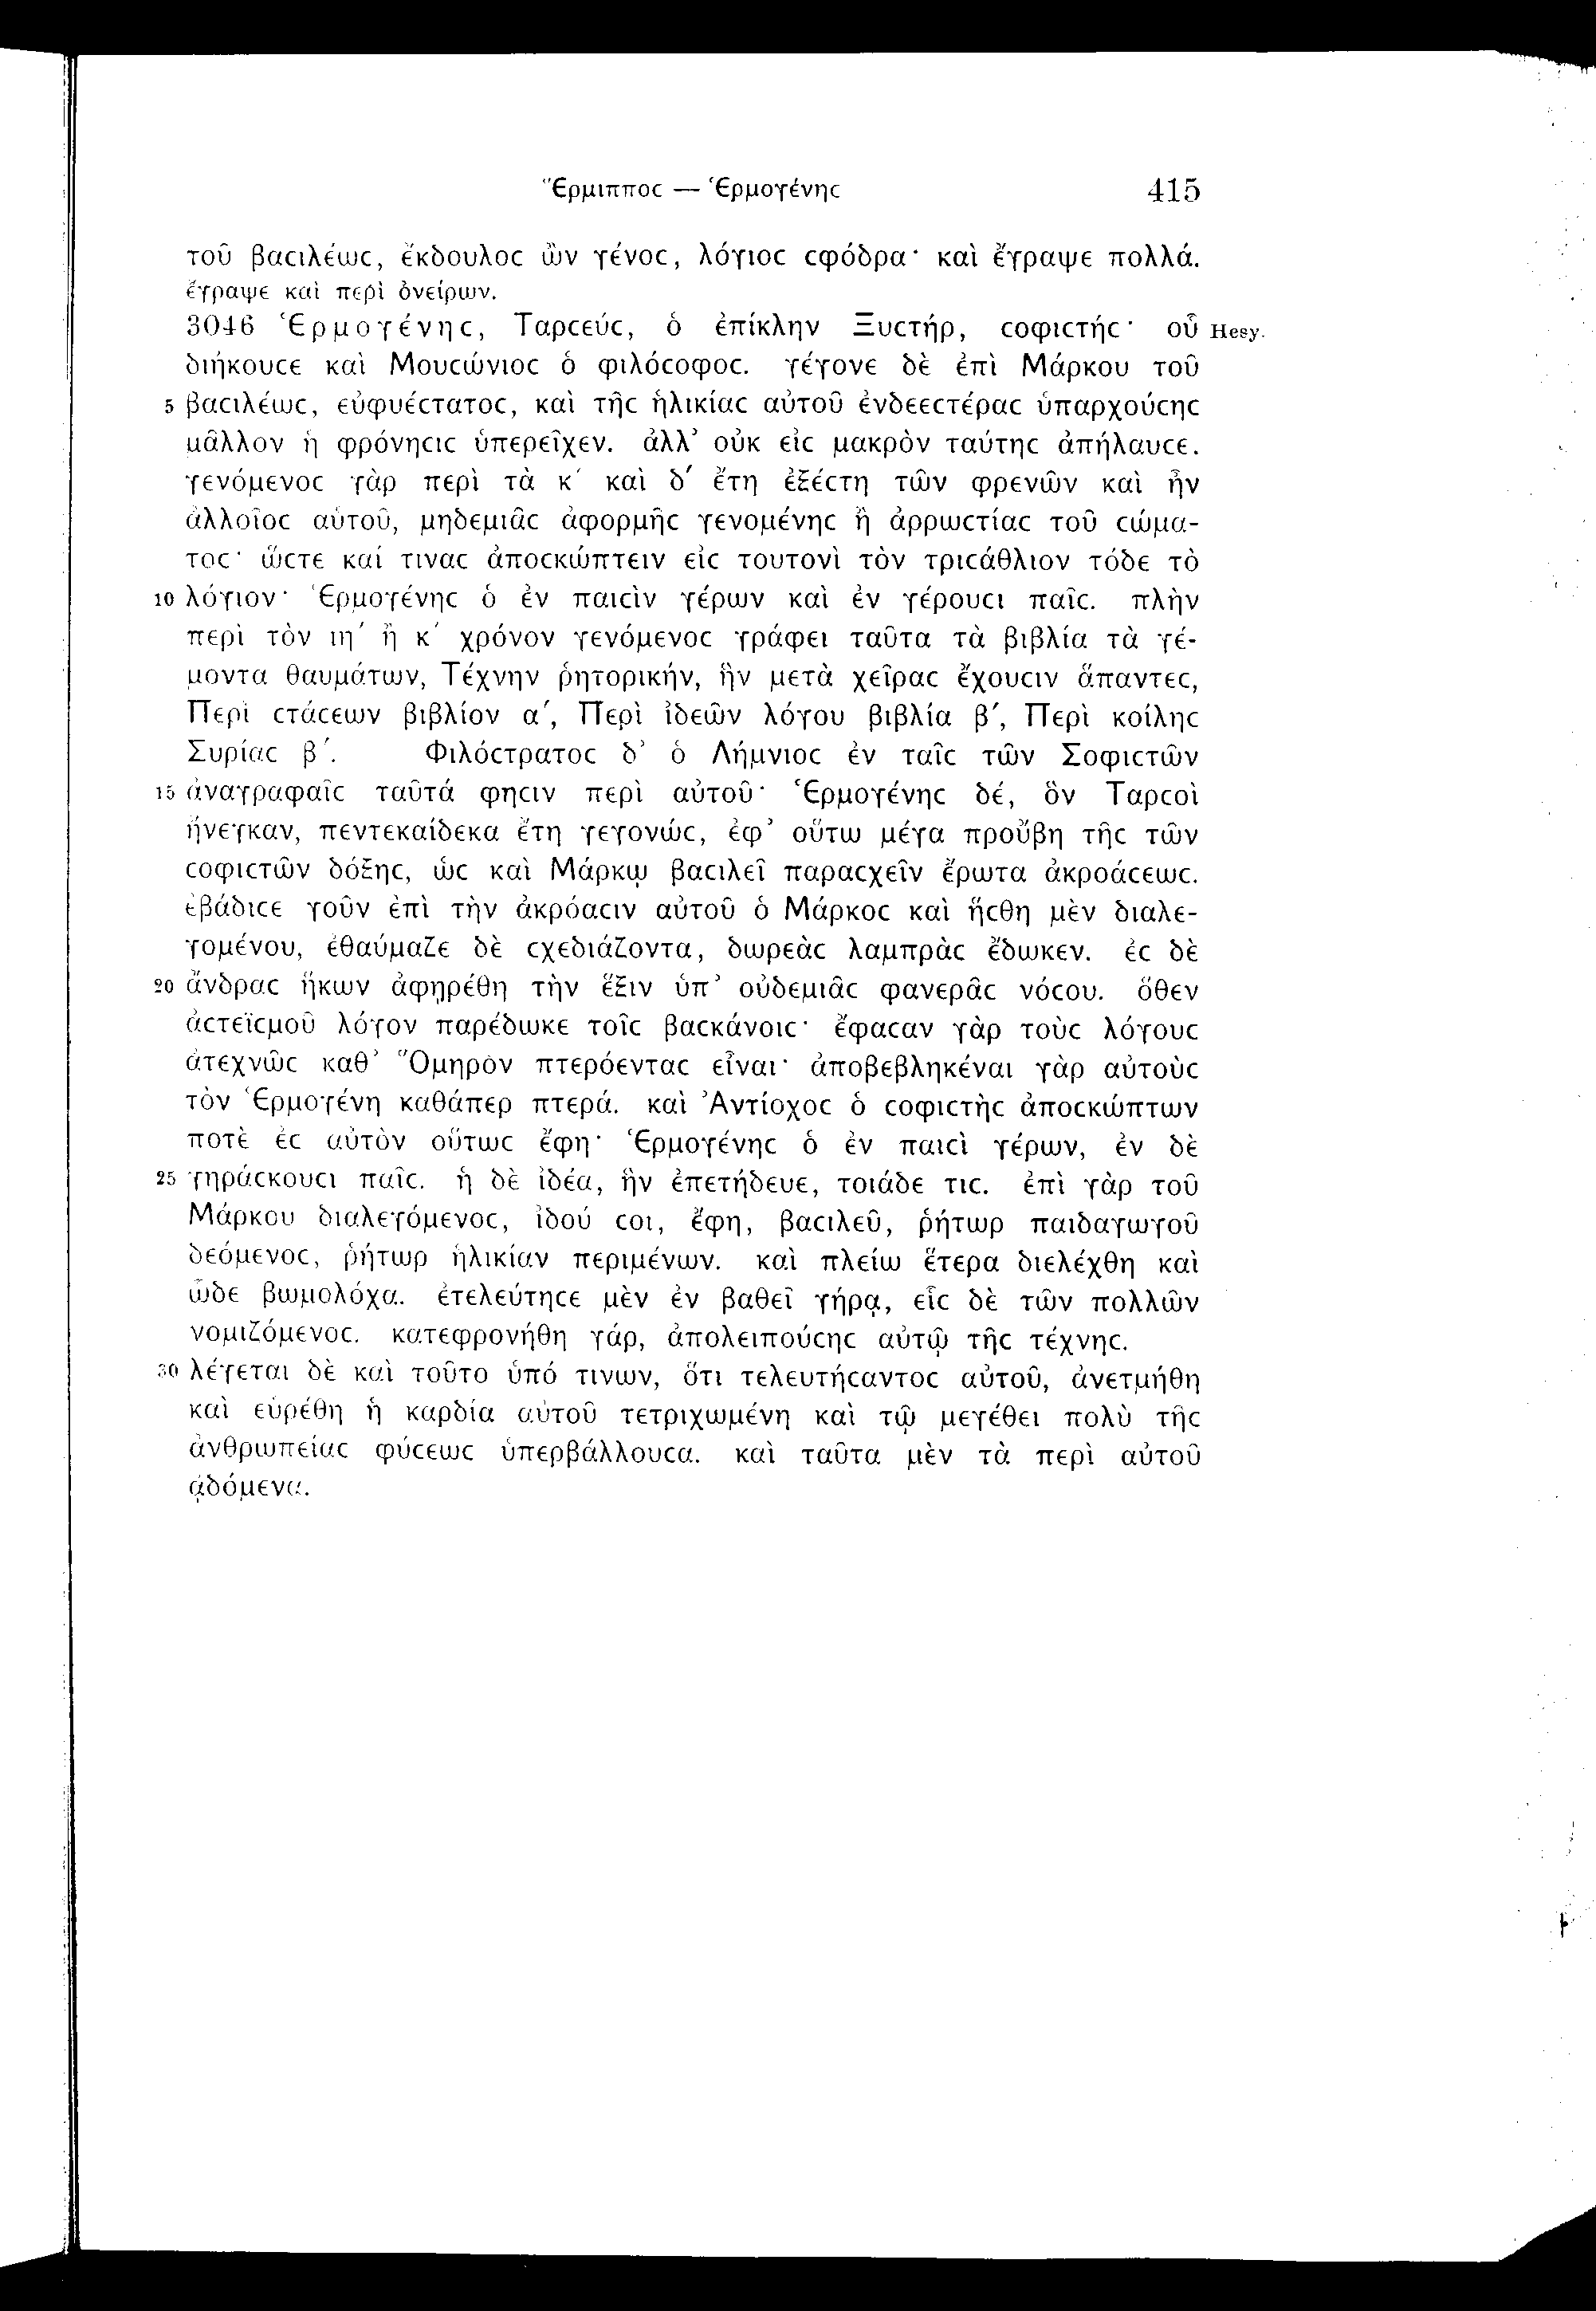 Ἕρμιππος — Ἑρμογένης 415
τοῦ βαϲιλέωϲ, ἔκδουλοϲ ὢν γένοϲ, λόγιοϲ ϲφόδρα· καὶ ἔγραψε πολλά.
ἔγραψε καὶ περὶ ὀνείρων.
3046 Ἑρμογένηϲ, Ταρϲεύϲ, ὁ ἐπίκλην Ξυϲτήρ, ϲοφιϲτήϲ· οὗ Hesy.
διήκουϲε καὶ Μουϲώνιοϲ ὁ φιλόϲοφοϲ. γέγονε δὲ ἐπὶ Μάρκου τοῦ
5 βαϲιλέωϲ, εὐφυέϲτατοϲ, καὶ τῆϲ ἡλικίαϲ αὐτοῦ ἐνδεεϲτέραϲ ὑπαρχούϲηϲ
μᾶλλον ἡ φρόνηϲιϲ ὑπερεῖχεν. ἀλλ’ οὐκ εἰϲ μακρὸν ταύτηϲ ἀπήλαυϲε.
γενόμενοϲ γὰρ περὶ τὰ κ΄ καὶ δ΄ ἔτη ἐξέϲτη τῶν φρενῶν καὶ ἦν
ἀλλοῖοϲ αὑτοῦ, μηδεμιᾶϲ ἀφορμῆϲ γενομένηϲ ἢ ἀρρωϲτίαϲ τοῦ ϲώμα-
τοϲ· ὥϲτε καί τιναϲ ἀποϲκώπτειν εἰϲ τουτονὶ τὸν τριϲάθλιον τόδε τὸ
10 λόγιον· Ἑρμογένηϲ ὁ ἐν παιϲὶν γέρων καὶ ἐν γέρουϲι παῖϲ. πλὴν
περὶ τὸν ιη΄ ἢ κ΄ χρόνον γενόμενοϲ γράφει ταῦτα τὰ βιβλία τὰ γέ-
μοντα θαυμάτων, Τέχνην ῥητορικήν, ἣν μετὰ χεῖραϲ ἔχουϲιν ἅπαντεϲ,
Περὶ ϲτάϲεων βιβλίον α΄, Περὶ ἰδεῶν λόγου βιβλία β΄, Περὶ κοίληϲ
Συρίαϲ β΄. Φιλόϲτρατοϲ δ’ ὁ Λήμνιοϲ ἐν ταῖϲ τῶν Σοφιϲτῶν
15 ἀναγραφαῖϲ ταῦτά φηϲιν περὶ αὐτοῦ· Ἑρμογένηϲ δέ, ὃν Ταρϲοὶ
ἤνεγκαν, πεντεκαίδεκα ἔτη γεγονώϲ, ἐφ’ οὕτω μέγα προὔβη τῆϲ τῶν
ϲοφιϲτῶν δόξηϲ, ὡϲ καὶ Μάρκῳ βαϲιλεῖ παραϲχεῖν ἔρωτα ἀκροάϲεωϲ.
ἐβάδιϲε γοῦν ἐπὶ τὴν ἀκρόαϲιν αὐτοῦ ὁ Μάρκοϲ καὶ ἥϲθη μὲν διαλε-
γομένου, ἐθαύμαζε δὲ ϲχεδιάζοντα, δωρεὰϲ λαμπρὰϲ ἔδωκεν. ἐϲ δὲ
20 ἄνδραϲ ἥκων ἀφῃρέθη τὴν ἕξιν ὑπ’ οὐδεμιᾶϲ φανερᾶϲ νόϲου. ὅθεν
ἀϲτεϊϲμοῦ λόγον παρέδωκε τοῖϲ βαϲκάνοιϲ· ἔφαϲαν γὰρ τοὺϲ λόγουϲ
ἀτεχνῶϲ καθ’ Ὅμηρον πτερόενταϲ εἶναι· ἀποβεβληκέναι γὰρ αὐτοὺϲ
τὸν Ἑρμογένη καθάπερ πτερά. καὶ Ἀντίοχοϲ ὁ ϲοφιϲτὴϲ ἀποϲκώπτων
ποτὲ ἐϲ αὐτὸν οὕτωϲ ἔφη· Ἑρμογένηϲ ὁ ἐν παιϲὶ γέρων, ἐν δὲ
25 γηράϲκουϲι παῖϲ. ἡ δὲ ἰδέα, ἣν ἐπετήδευε, τοιάδε τιϲ. ἐπὶ γὰρ τοῦ
Μάρκου διαλεγόμενοϲ, ἰδού ϲοι, ἔφη, βαϲιλεῦ, ῥήτωρ παιδαγωγοῦ
δεόμενοϲ, ῥήτωρ ἡλικίαν περιμένων. καὶ πλείω ἕτερα διελέχθη καὶ
ὧδε βωμολόχα. ἐτελεύτηϲε μὲν ἐν βαθεῖ γήρᾳ, εἷϲ δὲ τῶν πολλῶν
νομιζόμενοϲ. κατεφρονήθη γάρ, ἀπολειπούϲηϲ αὐτῷ τῆϲ τέχνηϲ.
30 λέγεται δὲ καὶ τοῦτο ὑπό τινων, ὅτι τελευτήϲαντοϲ αὐτοῦ, ἀνετμήθη
καὶ εὑρέθη ἡ καρδία αὐτοῦ τετριχωμένη καὶ τῷ μεγέθει πολὺ τῆϲ
ἀνθρωπείαϲ φύϲεωϲ ὑπερβάλλουϲα. καὶ ταῦτα μὲν τὰ περὶ αὐτοῦ
ᾀδόμενα.